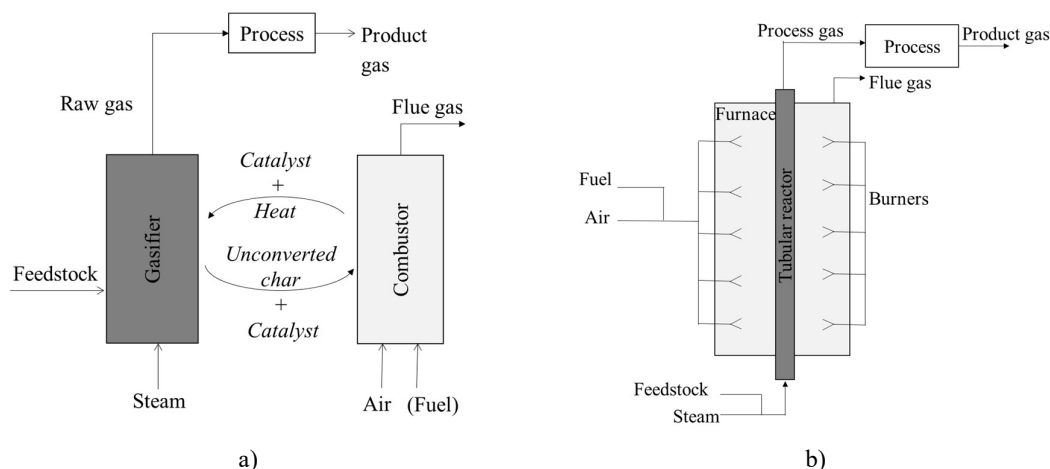 Process
Product
gas
Raw gas
Flue gas
Catalyst
+
Heat
Gasifier
Combustor
Unconverted
char
+
Catalyst
Feedstock
Steam
Air
(Fuel)
a)
Process gas
Process
Product gas
Flue gas
Furnace
Tubular reactor
Fuel
Air
Burners
Feedstock
Steam
b)